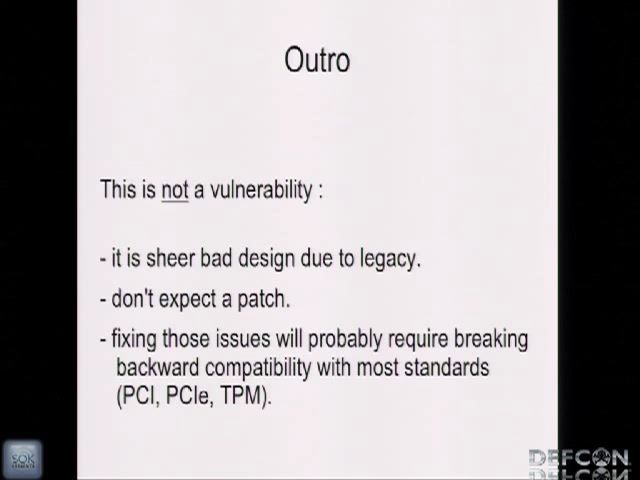 Outro
This is not a vulnerability :
- it is sheer bad design due to legacy.
- don't expect a patch.
- fixing those issues will probably require breaking
backward compatibility with most standards
(PCI, PCIe, TPM).
DEFCON